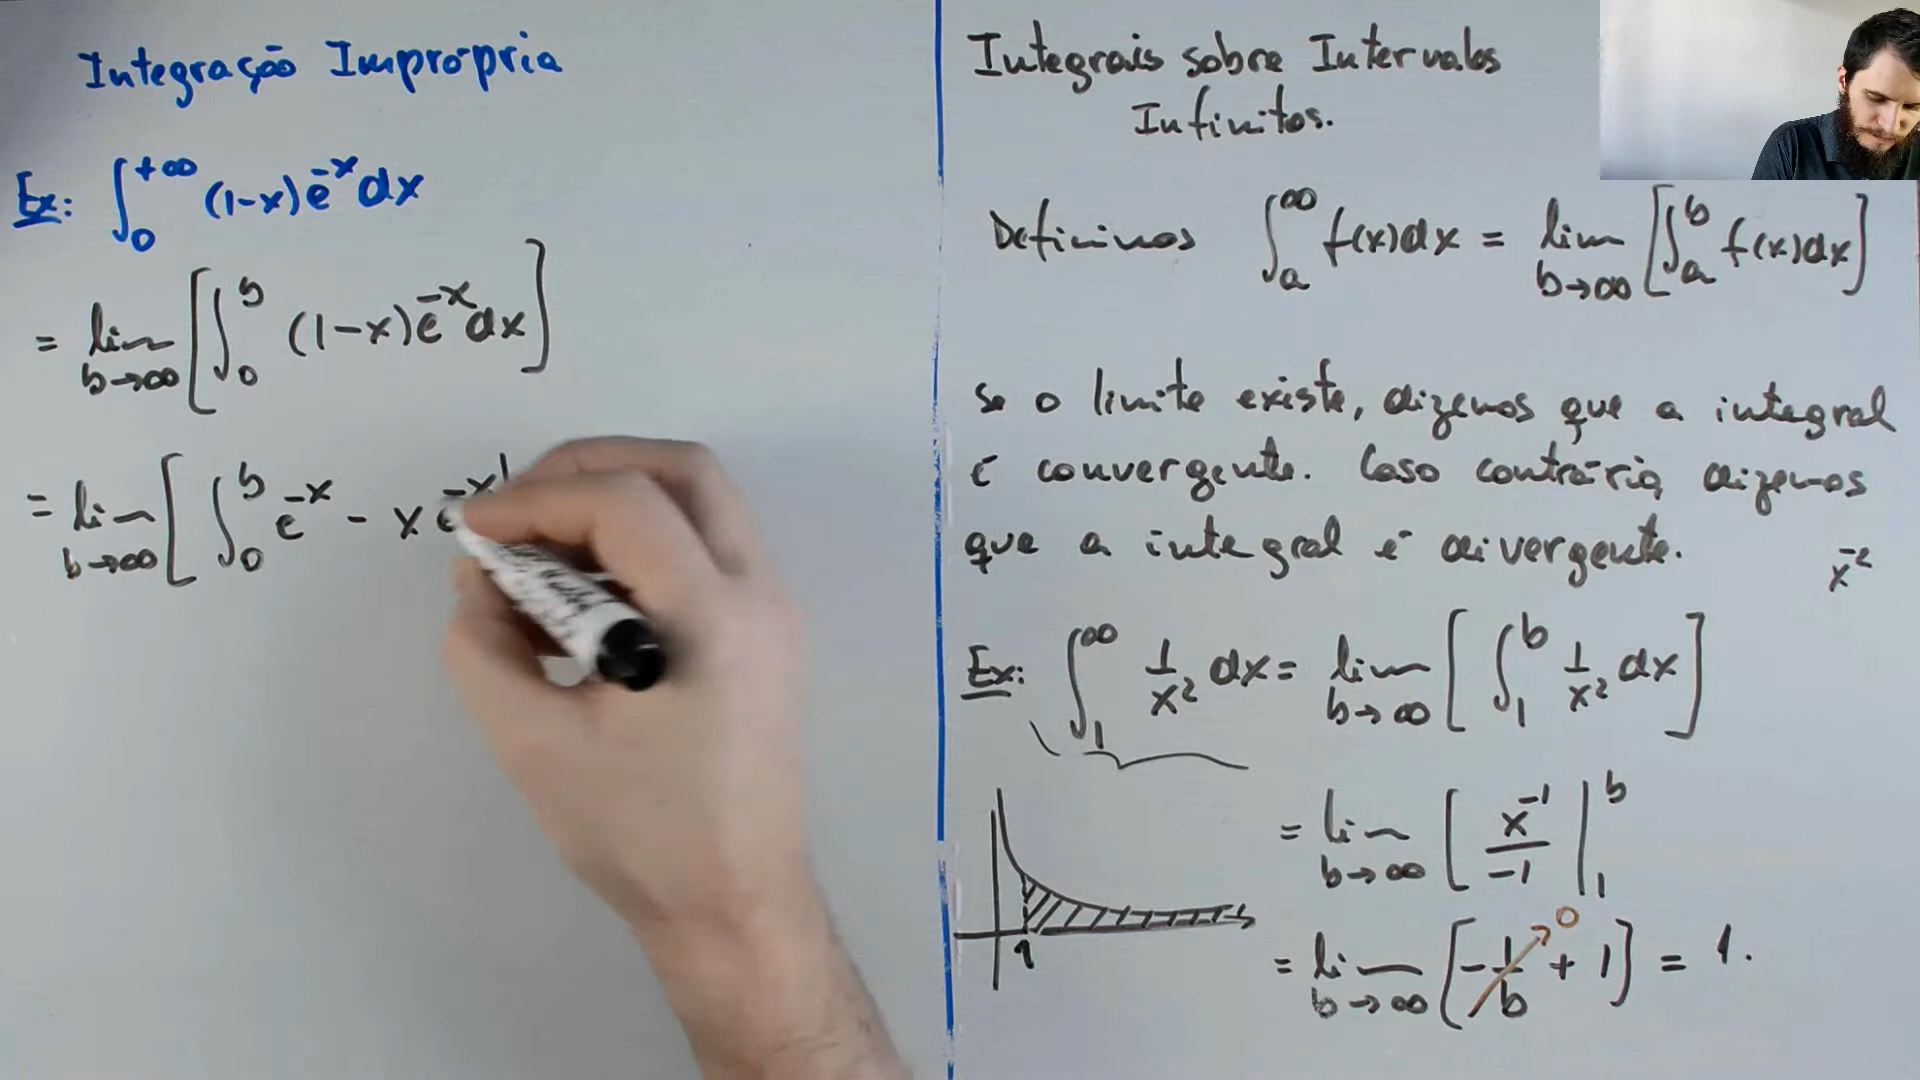 Integração Imprópria
Ex: ∫₀^{+∞} (1-x)e^{-x} dx
= lim_{b→∞} [∫₀^b (1-x)e^{-x} dx]
= lim_{b→∞} [∫₀^b e^{-x} - x e^{-x}
Integrais sobre Intervalos
Infinitos.
Definimos ∫_a^∞ f(x)dx = lim_{b→∞} [∫_a^b f(x)dx]
Se o limite existe, dizemos que a integral
é convergente. Caso contrário, dizemos
que a integral é divergente.
x^{-2}
Ex: ∫₁^∞ 1/x² dx = lim_{b→∞} [∫₁^b 1/x² dx]
= lim_{b→∞} [x^{-1}/-1 |₁^b
= lim_{b→∞} [-1/b + 1] = 1.
0
1